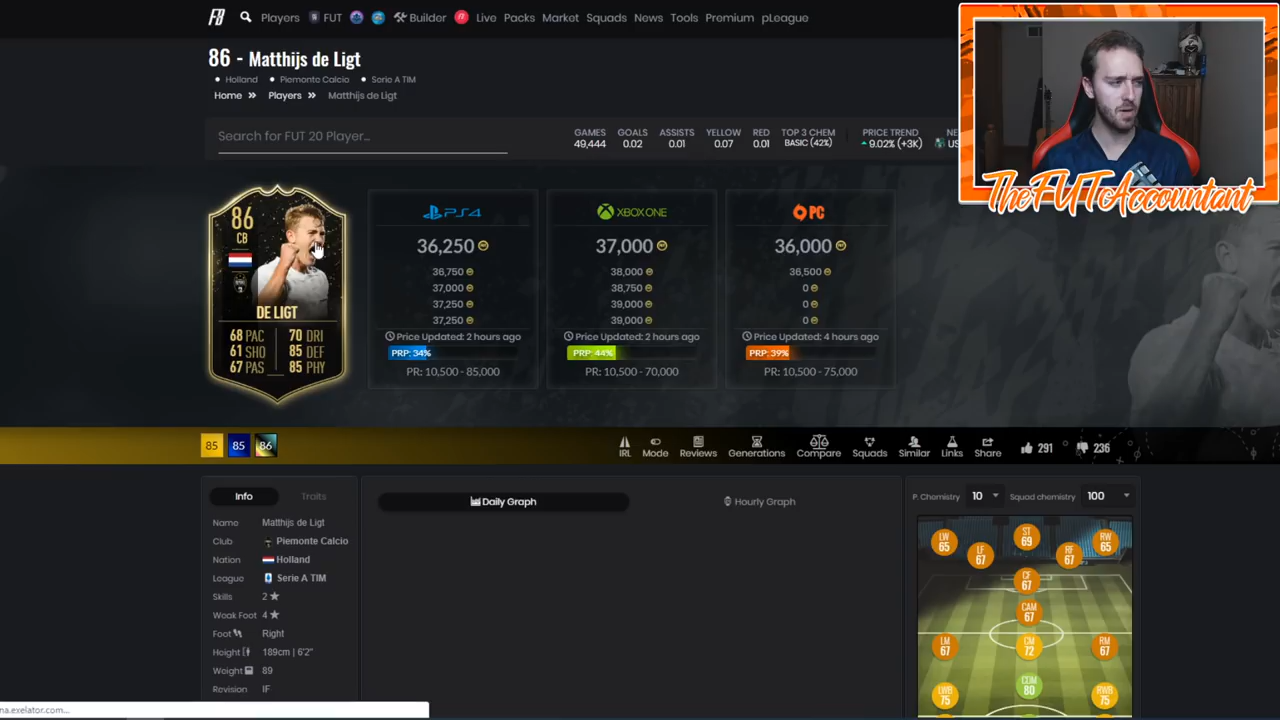 F8 Players FUT Builder Live Packs Market Squads News Tools Premium pLeague
86 - Matthijs de Ligt
Holland Piemonte Calcio Serie A TIM
Home » Players » Matthijs de Ligt
Search for FUT 20 Player...
GAMES GOALS ASSISTS YELLOW RED TOP 3 CHEM PRICE TREND NE
49,444 0.02 0.01 0.07 0.01 BASIC (42%) 9.02% (+3K) US
TheFUTAccountant
86
CB
DE LIGT
68 PAC 70 DRI
61 SHO 85 DEF
67 PAS 85 PHY
PS4
36,250
36,750
37,000
37,250
37,250
Price Updated: 2 hours ago
PRP: 34%
PR: 10,500 - 85,000
XBOX ONE
37,000
38,000
38,750
39,000
39,000
Price Updated: 2 hours ago
PRP: 44%
PR: 10,500 - 70,000
PC
36,000
36,500
0
0
0
Price Updated: 4 hours ago
PRP: 39%
PR: 10,500 - 75,000
85 85 86
IRL Mode Reviews Generations Compare Squads Similar Links Share 291 236
Info Traits
Name Matthijs de Ligt
Club Piemonte Calcio
Nation Holland
League Serie A TIM
Skills 2
Weak Foot 4
Foot Right
Height 189cm | 6'2"
Weight 89
Revision IF
Daily Graph Hourly Graph
P. Chemistry 10 Squad chemistry 100
LW
65
ST
69
RW
65
LF
67
RF
67
CF
67
CAM
67
LM
67
CM
72
RM
67
CDM
80
LWB
75
RWB
75
na.exelator.com...